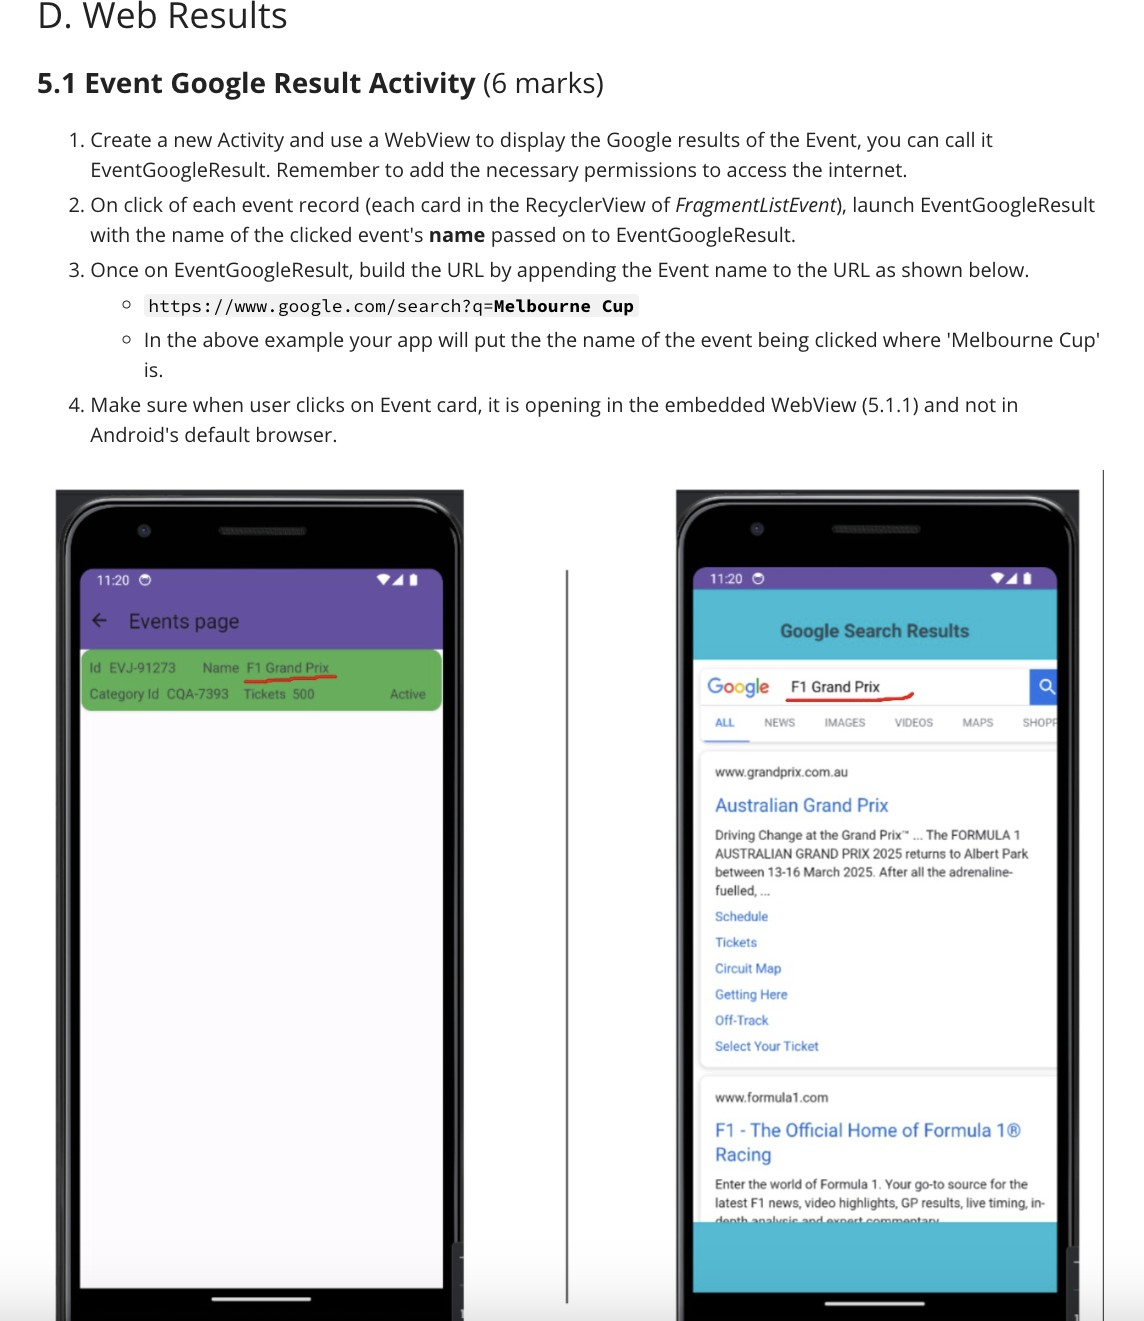 D. Web Results
5.1 Event Google Result Activity (6 marks)
1. Create a new Activity and use a WebView to display the Google results of the Event, you can call it
EventGoogleResult. Remember to add the necessary permissions to access the internet.
2. On click of each event record (each card in the RecyclerView of FragmentListEvent), launch EventGoogleResult
with the name of the clicked event's name passed on to EventGoogleResult.
3. Once on EventGoogleResult, build the URL by appending the Event name to the URL as shown below.
https://www.google.com/search?q=Melbourne Cup
In the above example your app will put the the name of the event being clicked where 'Melbourne Cup'
is.
4. Make sure when user clicks on Event card, it is opening in the embedded WebView (5.1.1) and not in
Android's default browser.
11:20
Events page
Id EVJ-91273 Name F1 Grand Prix
Category Id CQA-7393 Tickets 500 Active
11:20
Google Search Results
Google F1 Grand Prix
ALL NEWS IMAGES VIDEOS MAPS SHOPP
www.grandprix.com.au
Australian Grand Prix
Driving Change at the Grand Prix™ ... The FORMULA 1
AUSTRALIAN GRAND PRIX 2025 returns to Albert Park
between 13-16 March 2025. After all the adrenaline-
fuelled, ...
Schedule
Tickets
Circuit Map
Getting Here
Off-Track
Select Your Ticket
www.formula1.com
F1 - The Official Home of Formula 1®
Racing
Enter the world of Formula 1. Your go-to source for the
latest F1 news, video highlights, GP results, live timing, in-
depth analysis and expert commentary.